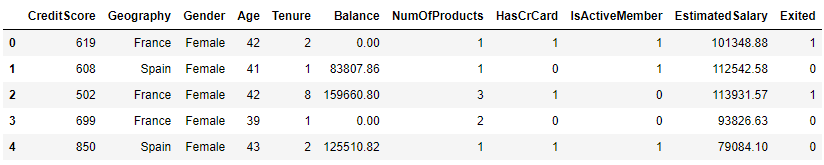 CreditScore Geography Gender Age Tenure Balance NumOfProducts HasCrCard IsActiveMember EstimatedSalary Exited
0 619 France Female 42 2 0.00 1 1 1 101348.88 1
1 608 Spain Female 41 1 83807.86 1 0 1 112542.58 0
2 502 France Female 42 8 159660.80 3 1 0 113931.57 1
3 699 France Female 39 1 0.00 2 0 0 93826.63 0
4 850 Spain Female 43 2 125510.82 1 1 1 79084.10 0